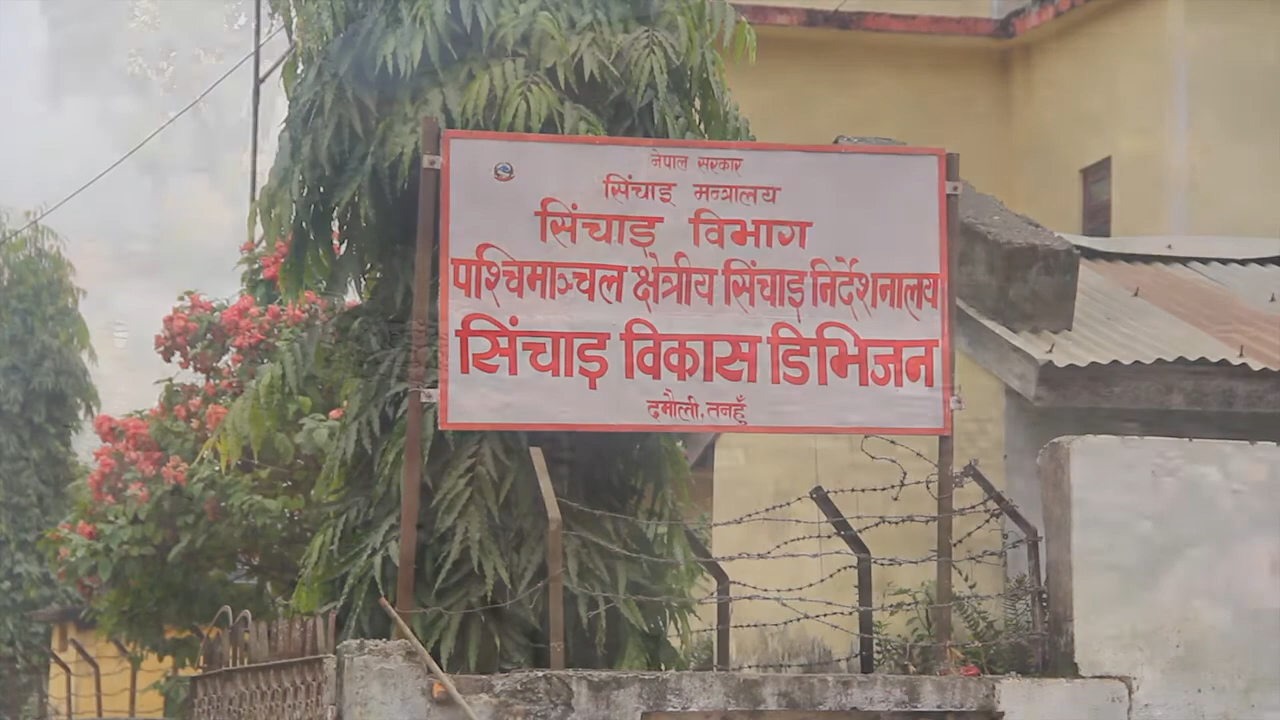 नेपाल सरकार
सिंचाइ मन्त्रालय
सिंचाइ विभाग
पश्चिमाञ्चल क्षेत्रीय सिंचाइ निर्देशनालय
सिंचाइ विकास डिभिजन
दमौली, तनहुँ